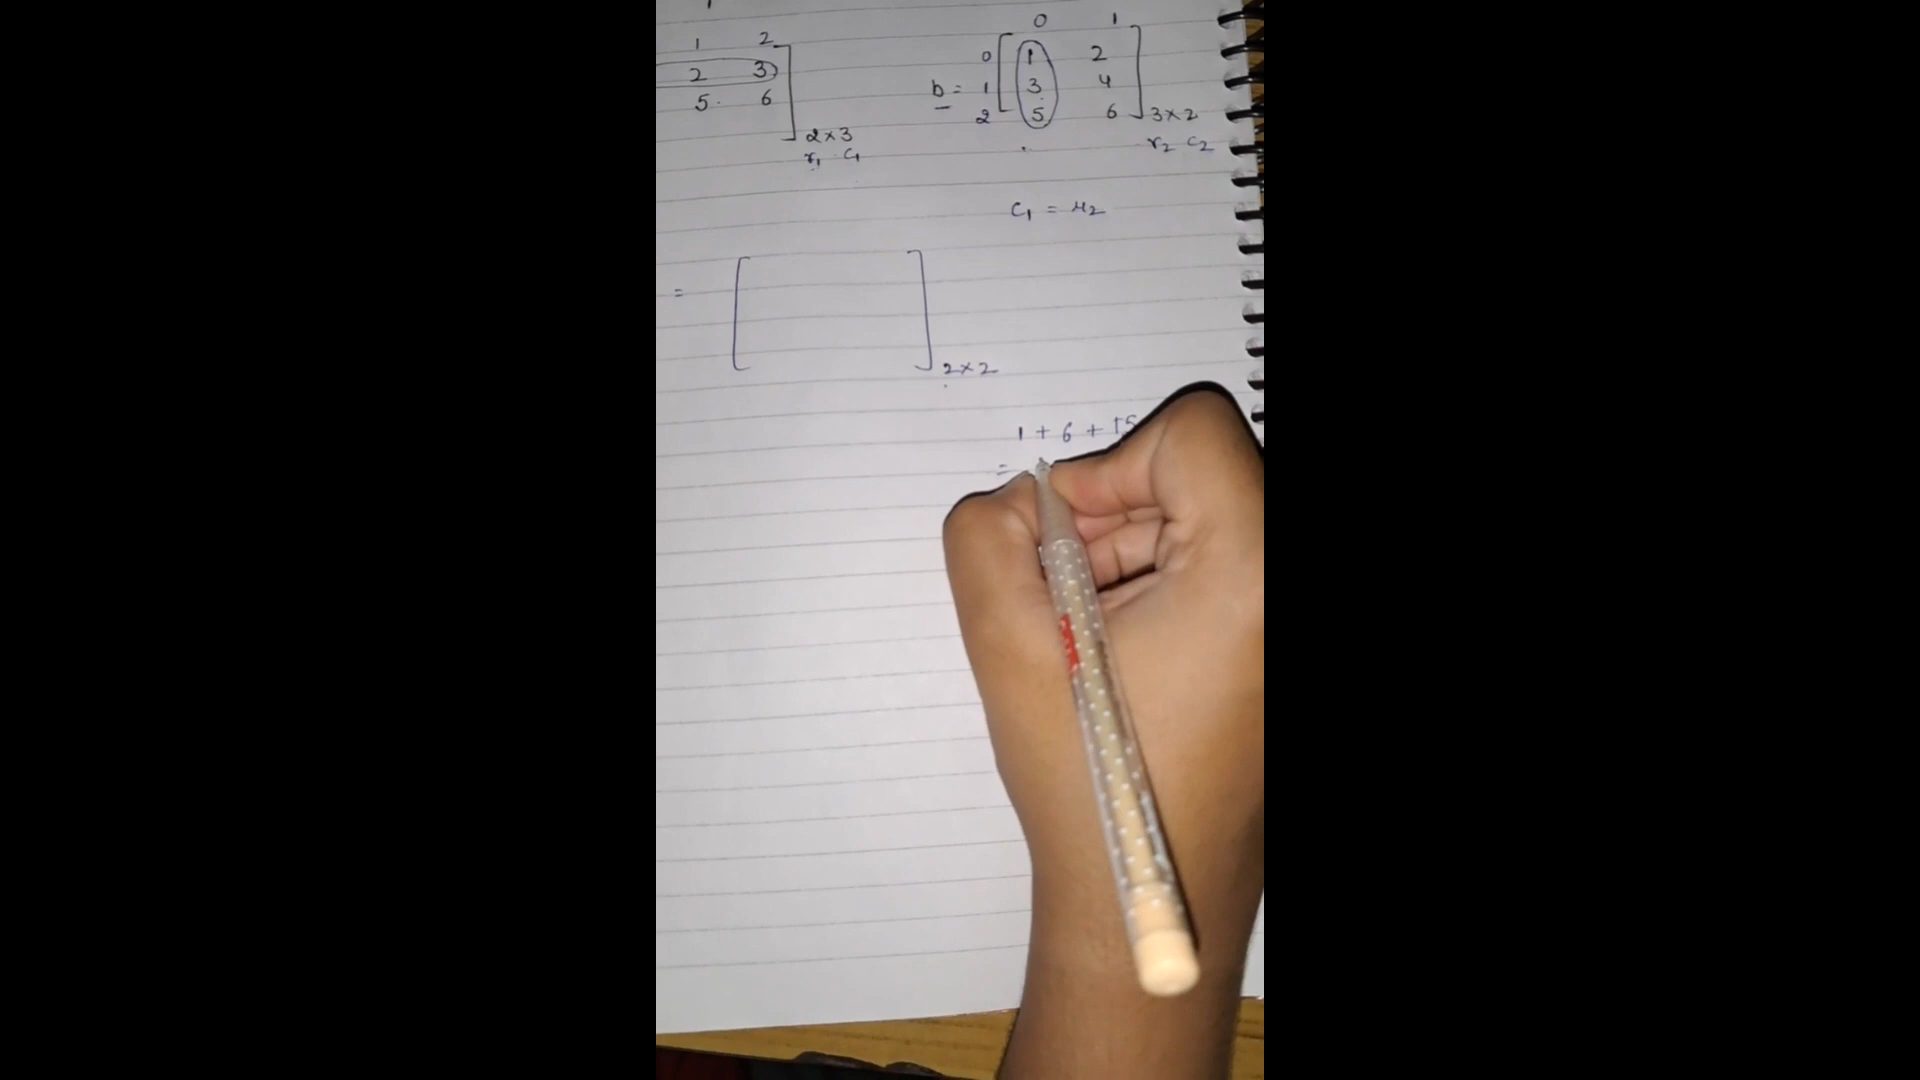 0 1
1 2
0 1 2
2 3
b = 1 3 4
5 6
2 5 6 3×2
2×3
r₁ c₁
r₂ c₂
c₁ = r₂
=
2×2
1 + 6 + 15
=